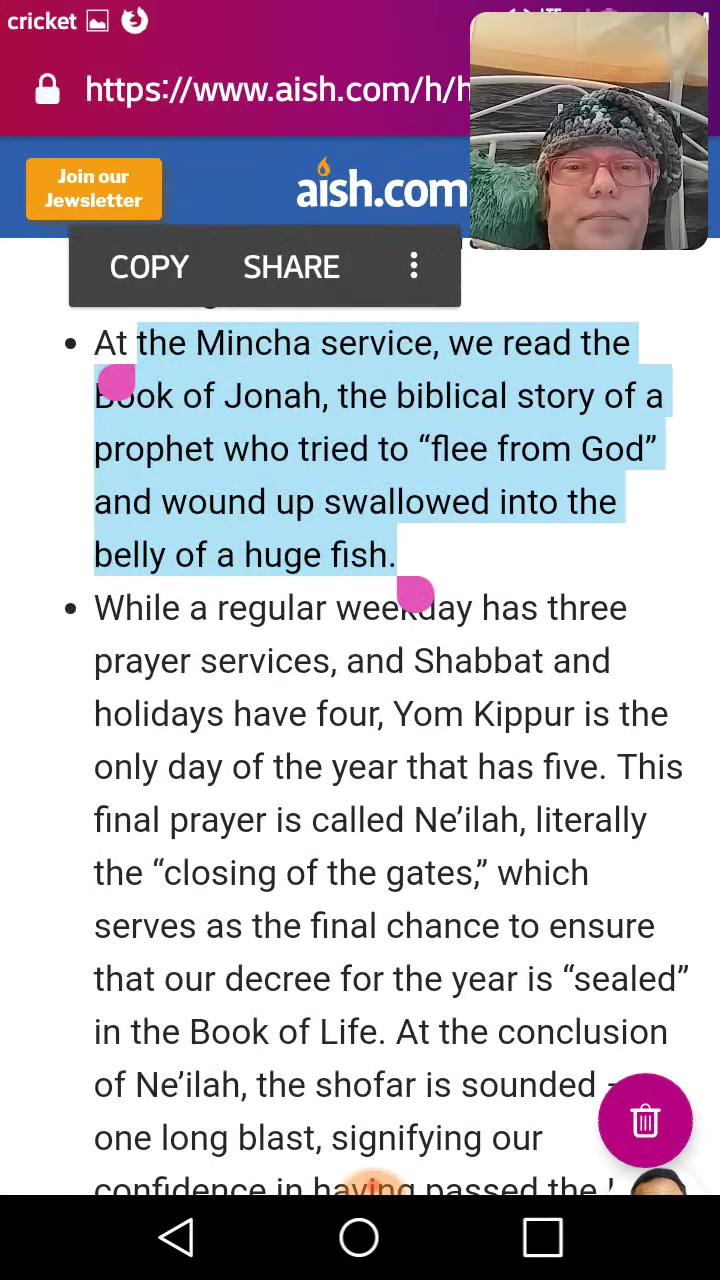 cricket
https://www.aish.com/h/h
Join our
Jewsletter
aish.com
COPY SHARE
At the Mincha service, we read the
Book of Jonah, the biblical story of a
prophet who tried to “flee from God”
and wound up swallowed into the
belly of a huge fish.
While a regular weekday has three
prayer services, and Shabbat and
holidays have four, Yom Kippur is the
only day of the year that has five. This
final prayer is called Ne’ilah, literally
the “closing of the gates,” which
serves as the final chance to ensure
that our decree for the year is “sealed”
in the Book of Life. At the conclusion
of Ne’ilah, the shofar is sounded –
one long blast, signifying our
confidence in having passed the